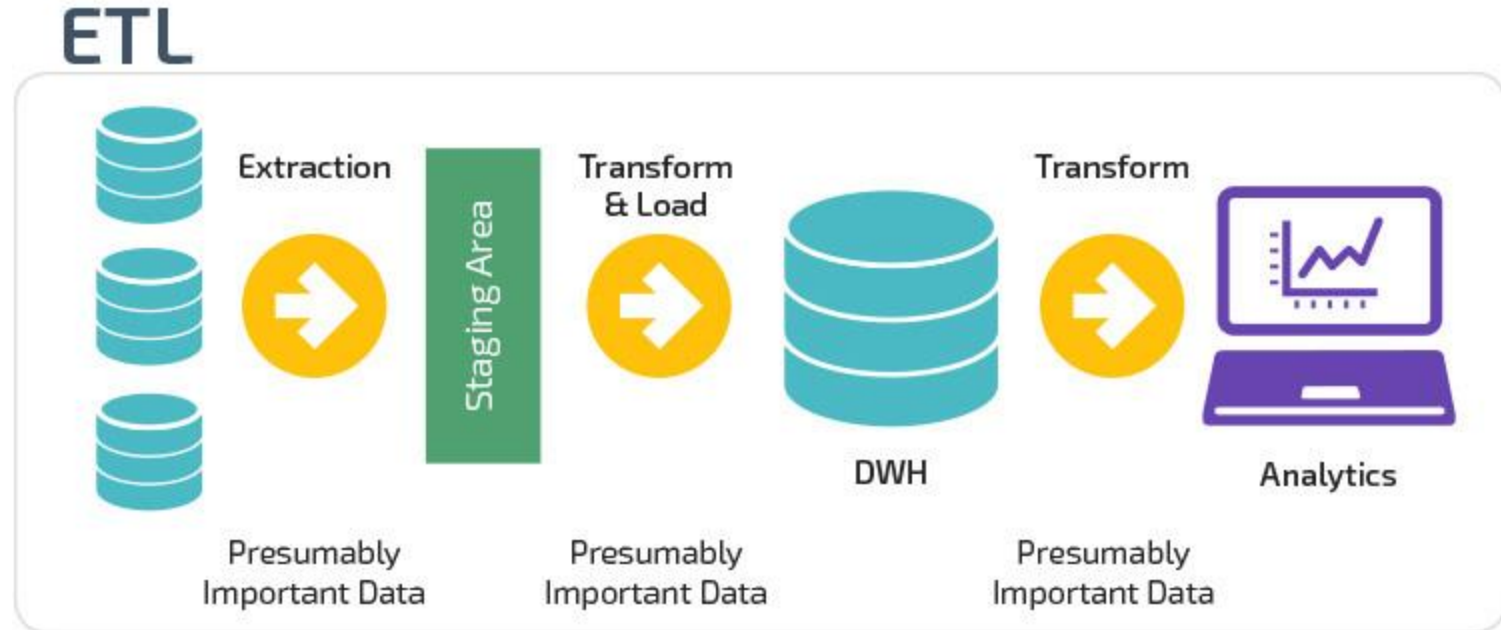 ETL
Extraction
Staging Area
Transform
& Load
DWH
Transform
Analytics
Presumably
Important Data
Presumably
Important Data
Presumably
Important Data